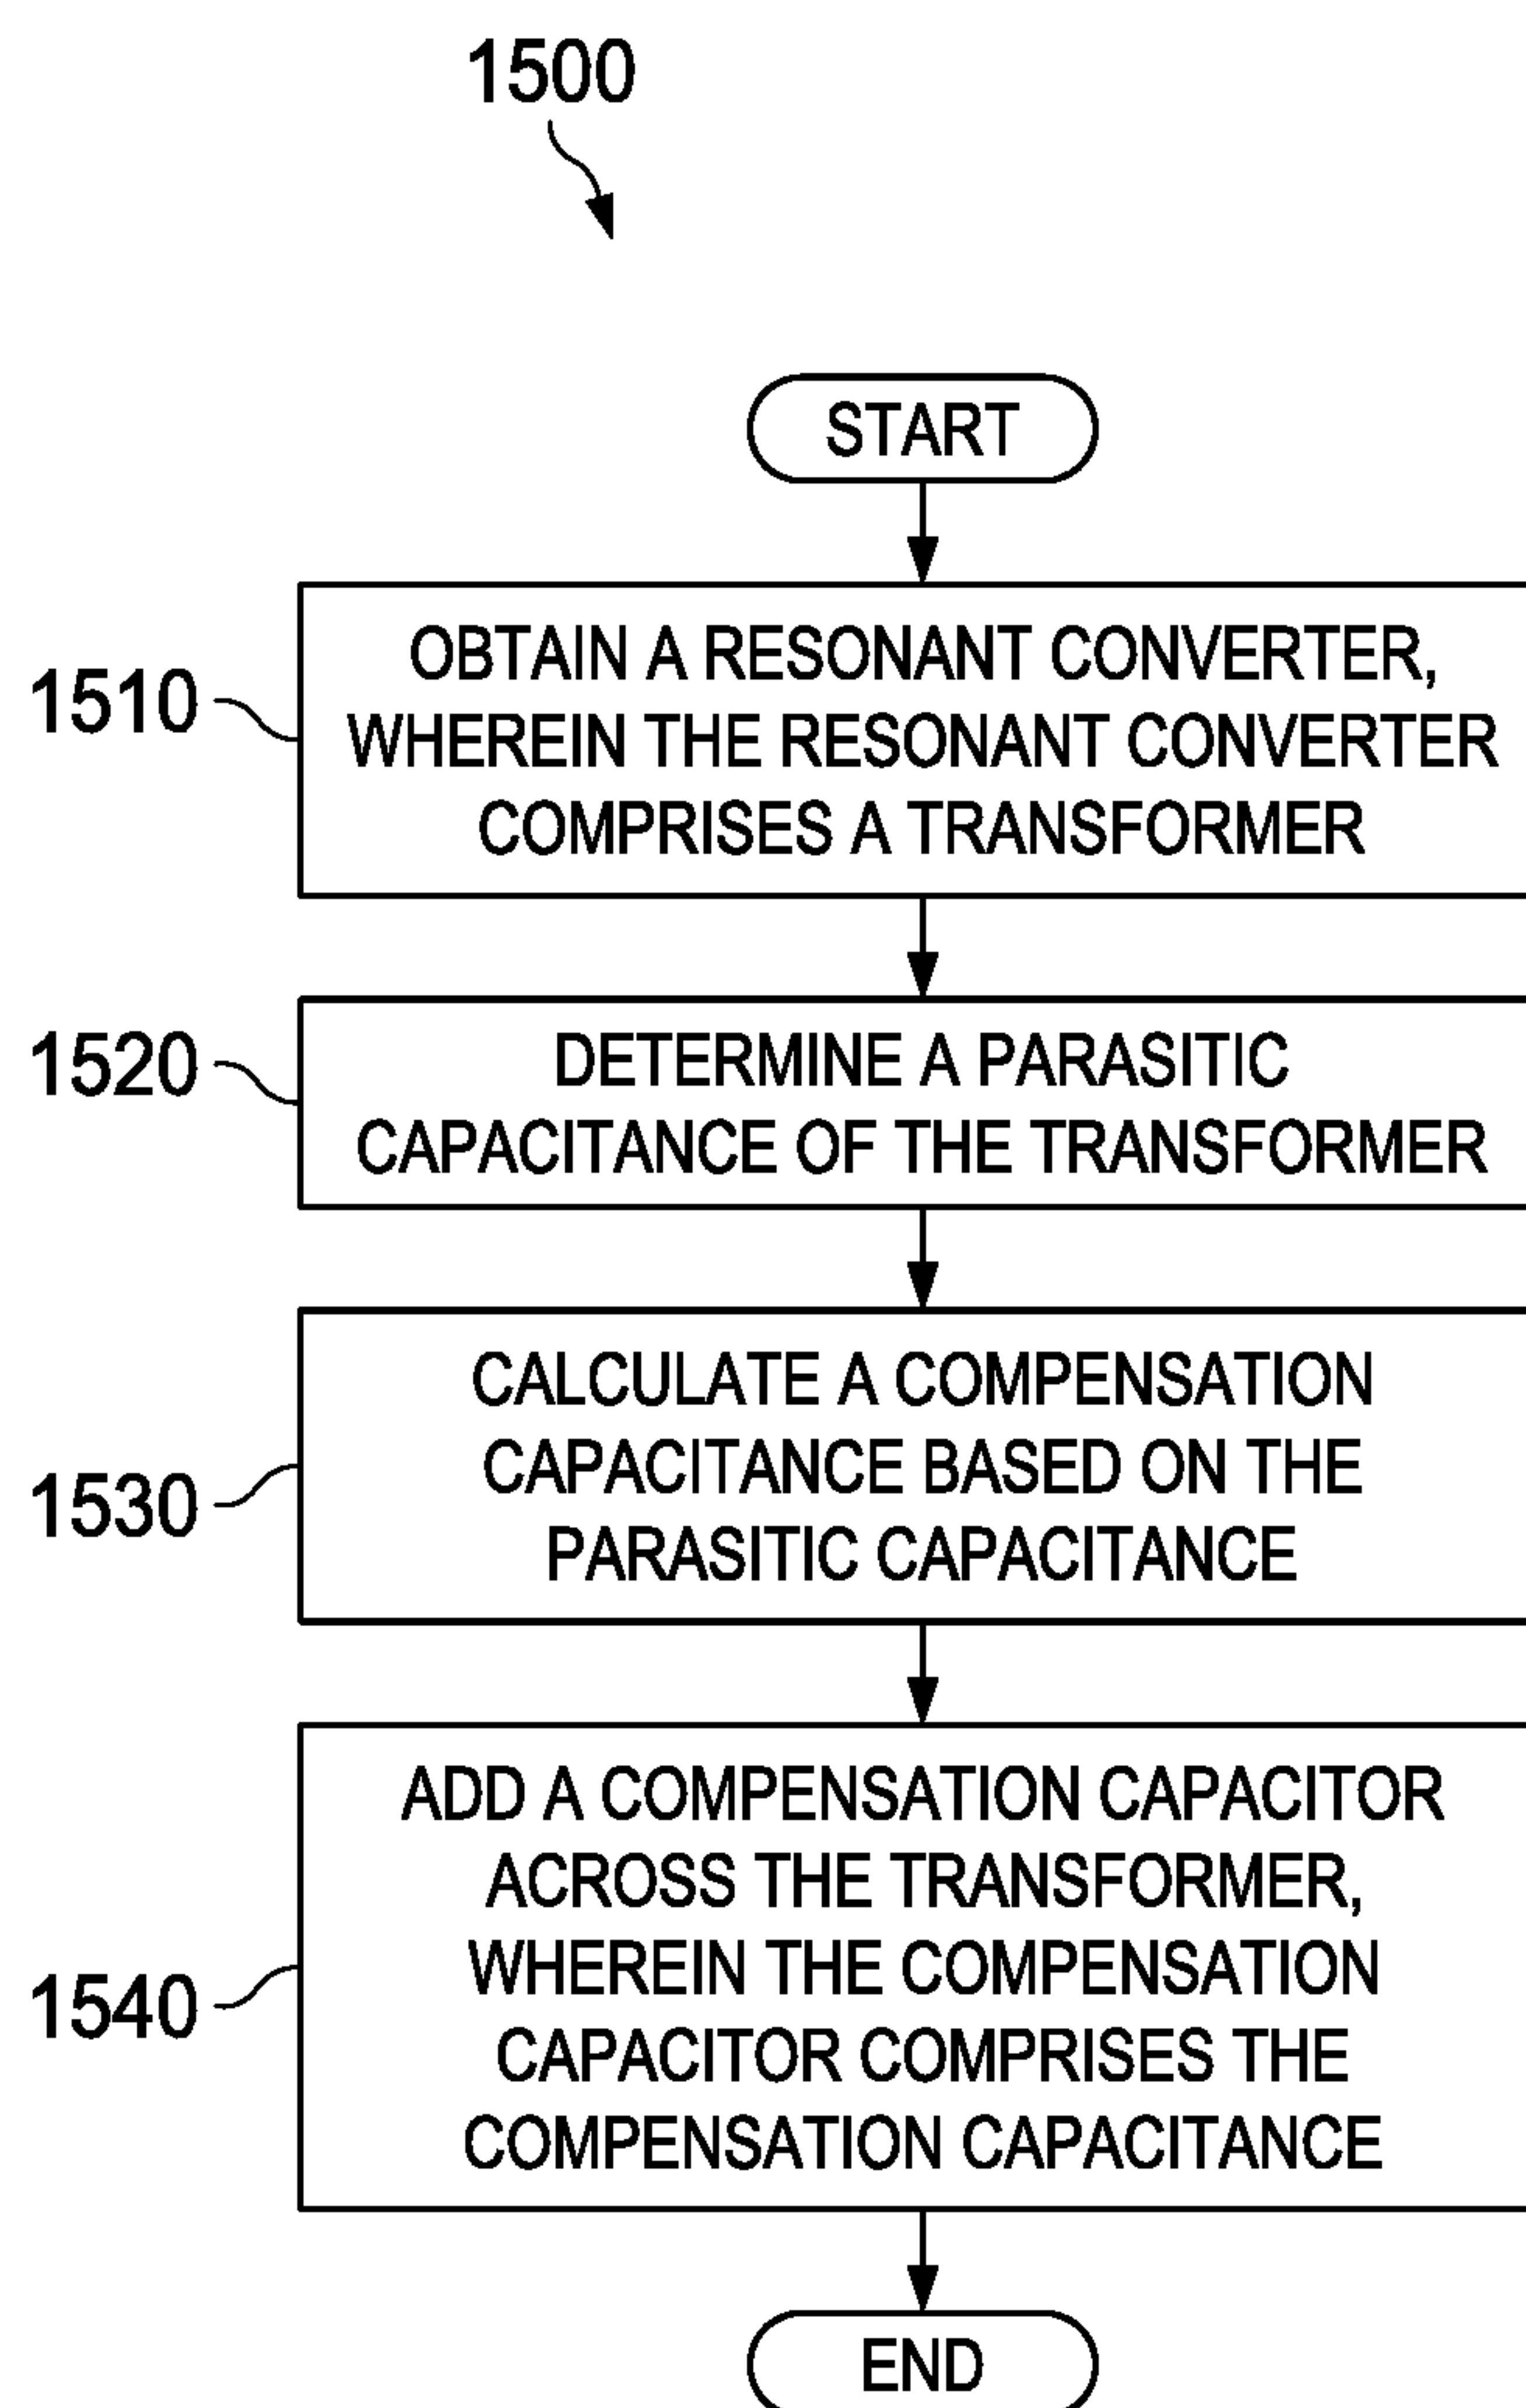 1500
START
1510
OBTAIN A RESONANT CONVERTER,
WHEREIN THE RESONANT CONVERTER
COMPRISES A TRANSFORMER
1520
DETERMINE A PARASITIC
CAPACITANCE OF THE TRANSFORMER
1530
CALCULATE A COMPENSATION
CAPACITANCE BASED ON THE
PARASITIC CAPACITANCE
1540
ADD A COMPENSATION CAPACITOR
ACROSS THE TRANSFORMER,
WHEREIN THE COMPENSATION
CAPACITOR COMPRISES THE
COMPENSATION CAPACITANCE
END